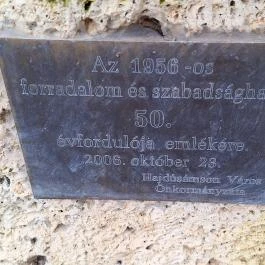 Az 1956-os
forradalom és szabadságha
50.
évfordulója emlékére.
2006. október 23.
Hajdúsámson Város
Önkormányzata